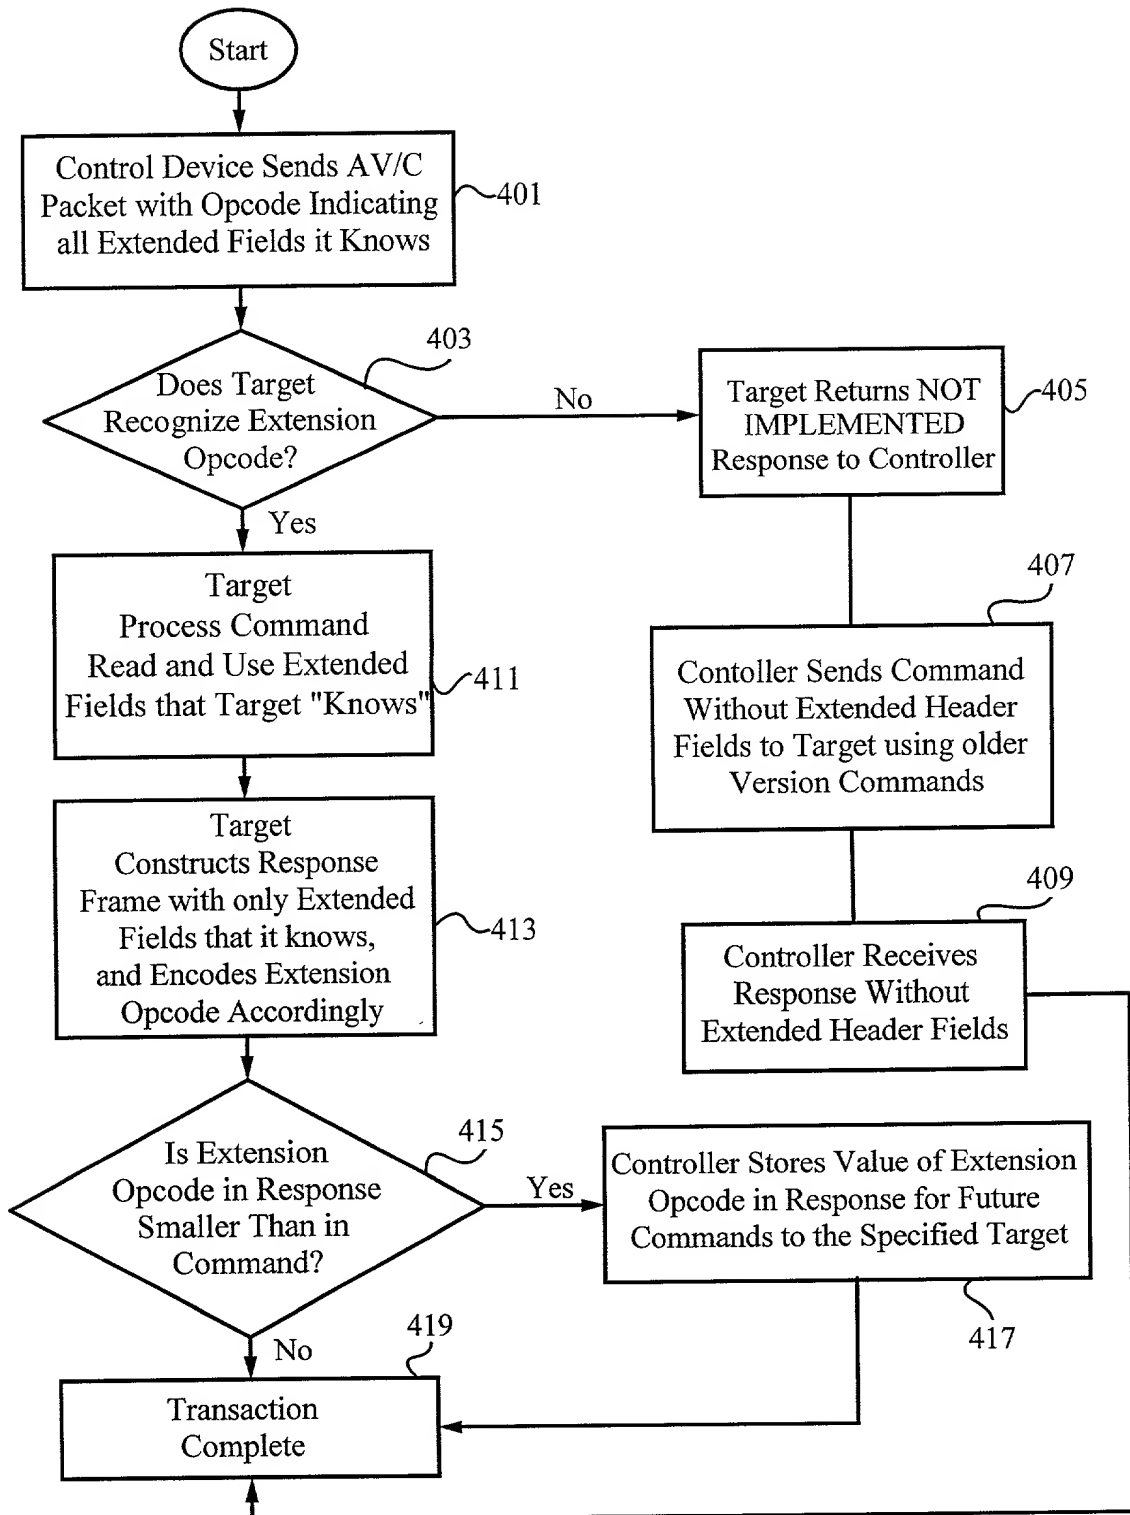 Start
Control Device Sends AV/C
Packet with Opcode Indicating
all Extended Fields it Knows
401
403
Does Target
Recognize Extension
Opcode?
No
Target Returns NOT
IMPLEMENTED
Response to Controller
405
Yes
Target
Process Command
Read and Use Extended
Fields that Target "Knows"
411
407
Contoller Sends Command
Without Extended Header
Fields to Target using older
Version Commands
Target
Constructs Response
Frame with only Extended
Fields that it knows,
and Encodes Extension
Opcode Accordingly
413
409
Controller Receives
Response Without
Extended Header Fields
415
Is Extension
Opcode in Response
Smaller Than in
Command?
Yes
Controller Stores Value of Extension
Opcode in Response for Future
Commands to the Specified Target
417
No
419
Transaction
Complete